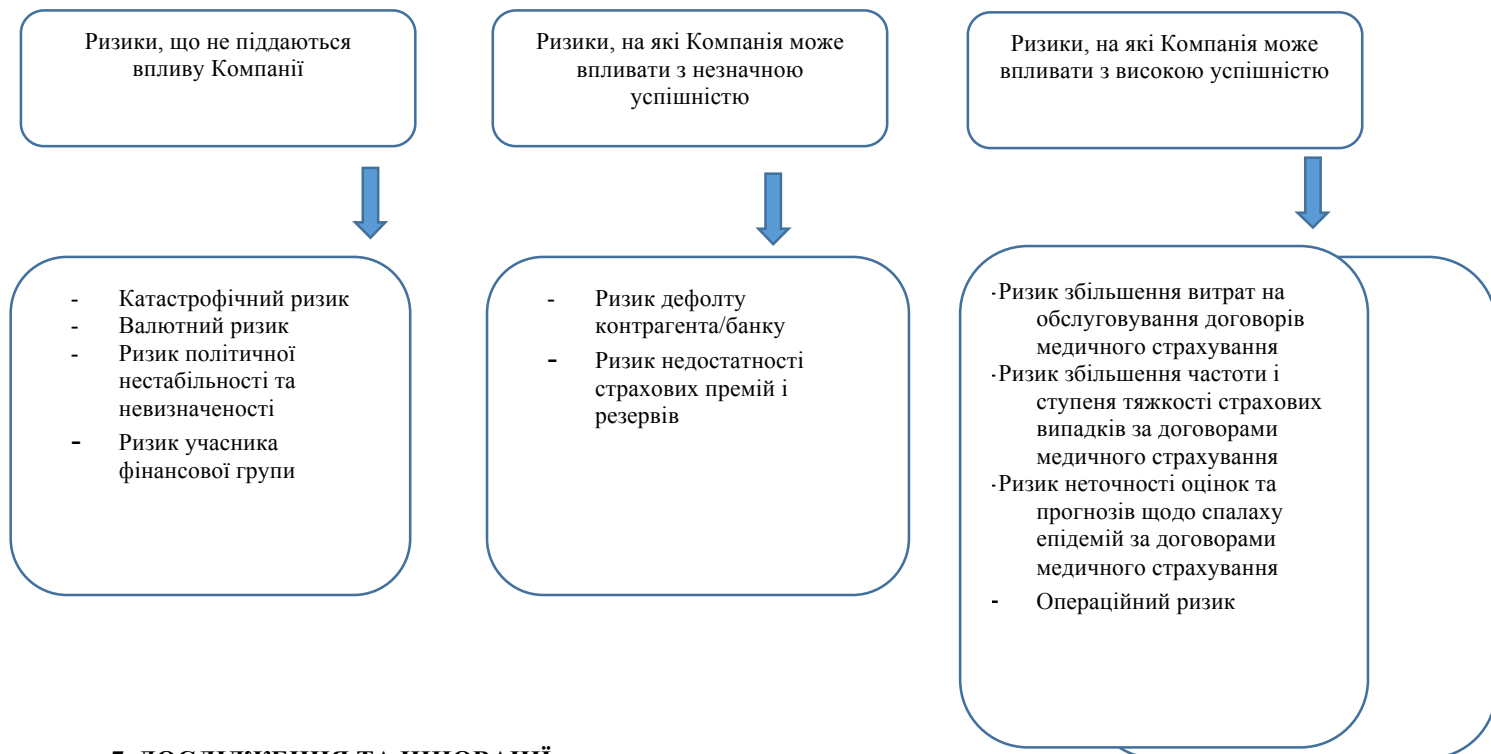 Ризики, що не піддаються
впливу Компанії
Ризики, на які Компанія може
впливати з незначною
успішністю
Ризики, на які Компанія може
впливати з високою успішністю
- Катастрофічний ризик
- Валютний ризик
- Ризик політичної
нестабільності та
невизначеності
- Ризик учасника
фінансової групи
- Ризик дефолту
контрагента/банку
- Ризик недостатності
страхових премій і
резервів
-Ризик збільшення витрат на
обслуговування договорів
медичного страхування
-Ризик збільшення частоти і
ступеня тяжкості страхових
випадків за договорами
медичного страхування
-Ризик неточності оцінок та
прогнозів щодо спалаху
епідемій за договорами
медичного страхування
- Операційний ризик
7. ДОСЛІДЖЕННЯ ТА ІННОВАЦІЇ